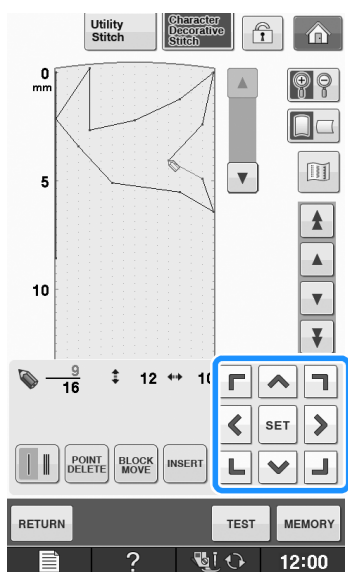 Utility
Stitch
Character
Decorative
Stitch
0
mm
5
10
9
16
12
POINT
DELETE
BLOCK
MOVE
INSERT
SET
RETURN
TEST
MEMORY
?
12:00